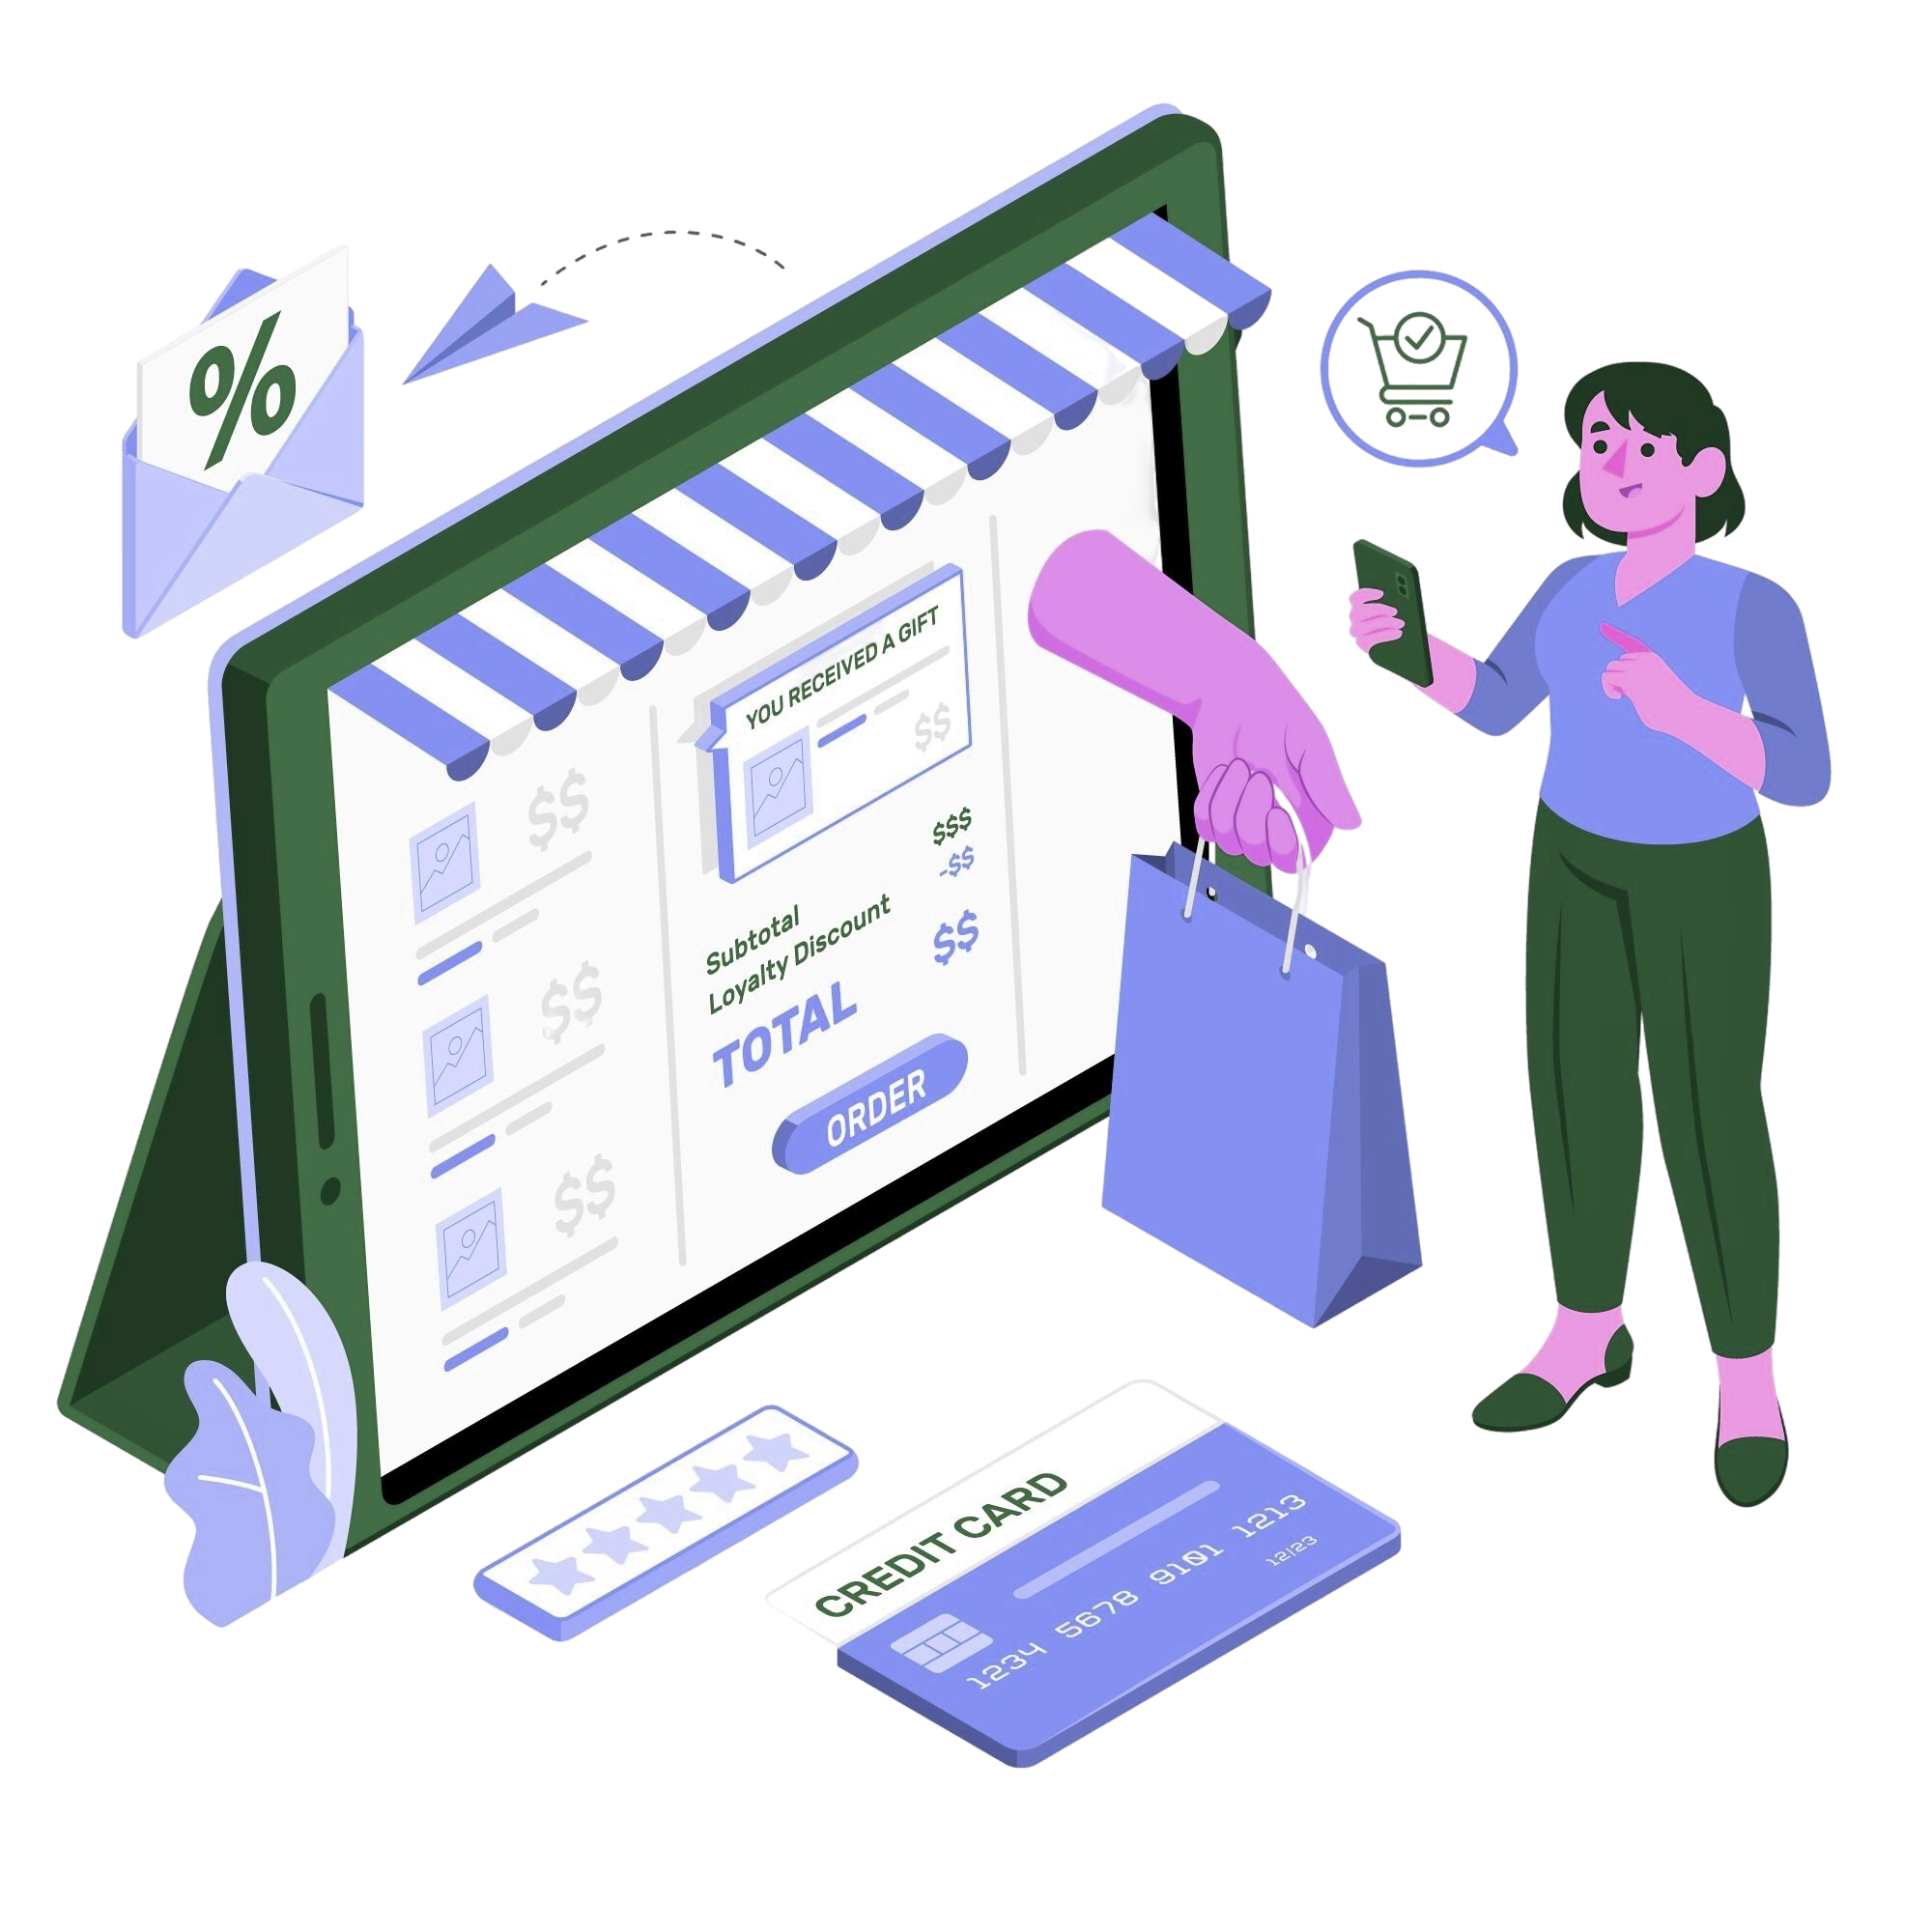 %
YOU RECEIVED A GIFT
$$
$$
$$$
-$$
Subtotal
Loyalty Discount
$$
TOTAL
ORDER
$$
$$
CREDIT CARD
1234 5678 9101 1213
12/23